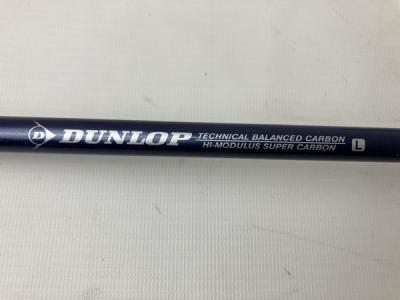 D DUNLOP TECHNICAL BALANCED CARBON
HI-MODULUS SUPER CARBON L